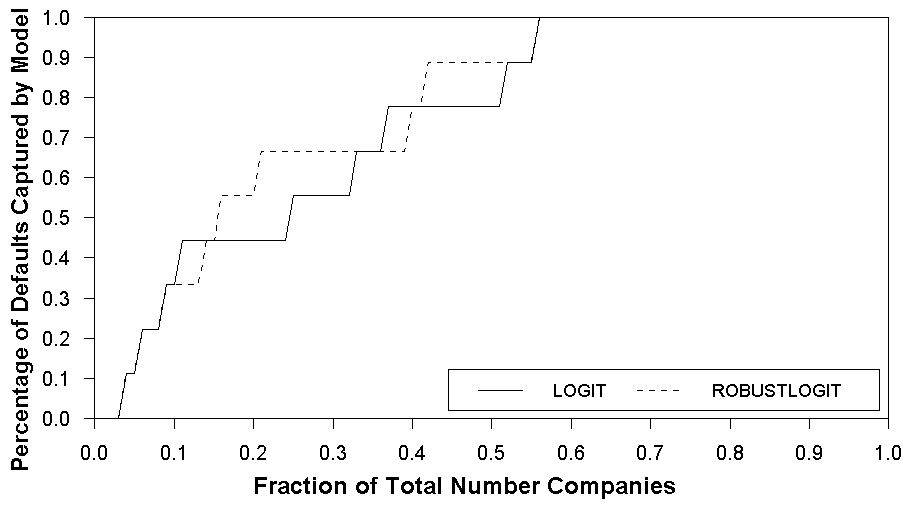 Percentage of Defaults Captured by Model
1.0
0.9
0.8
0.7
0.6
0.5
0.4
0.3
0.2
0.1
0.0
LOGIT ROBUSTLOGIT
0.0 0.1 0.2 0.3 0.4 0.5 0.6 0.7 0.8 0.9 1.0
Fraction of Total Number Companies